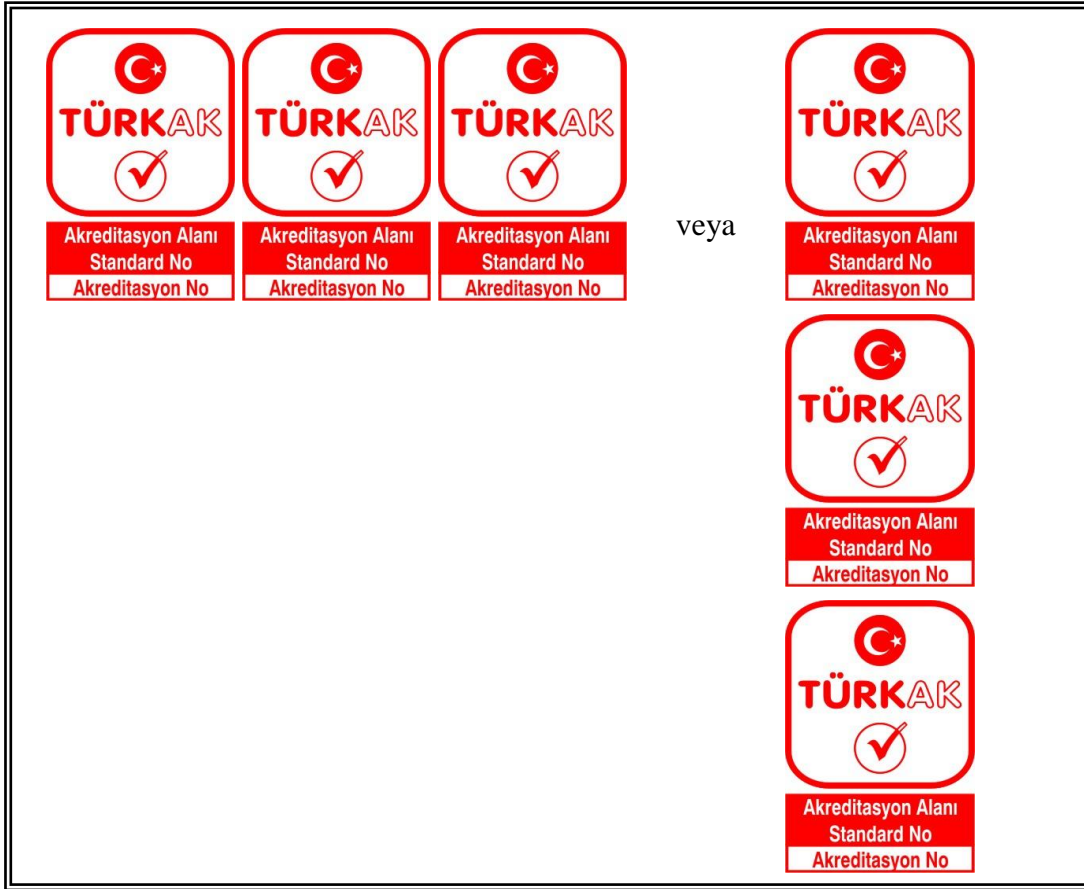 TÜRKAK TÜRKAK TÜRKAK
Akreditasyon Alanı Akreditasyon Alanı Akreditasyon Alanı
Standard No Standard No Standard No
Akreditasyon No Akreditasyon No Akreditasyon No
veya
TÜRKAK
Akreditasyon Alanı
Standard No
Akreditasyon No
TÜRKAK
Akreditasyon Alanı
Standard No
Akreditasyon No
TÜRKAK
Akreditasyon Alanı
Standard No
Akreditasyon No